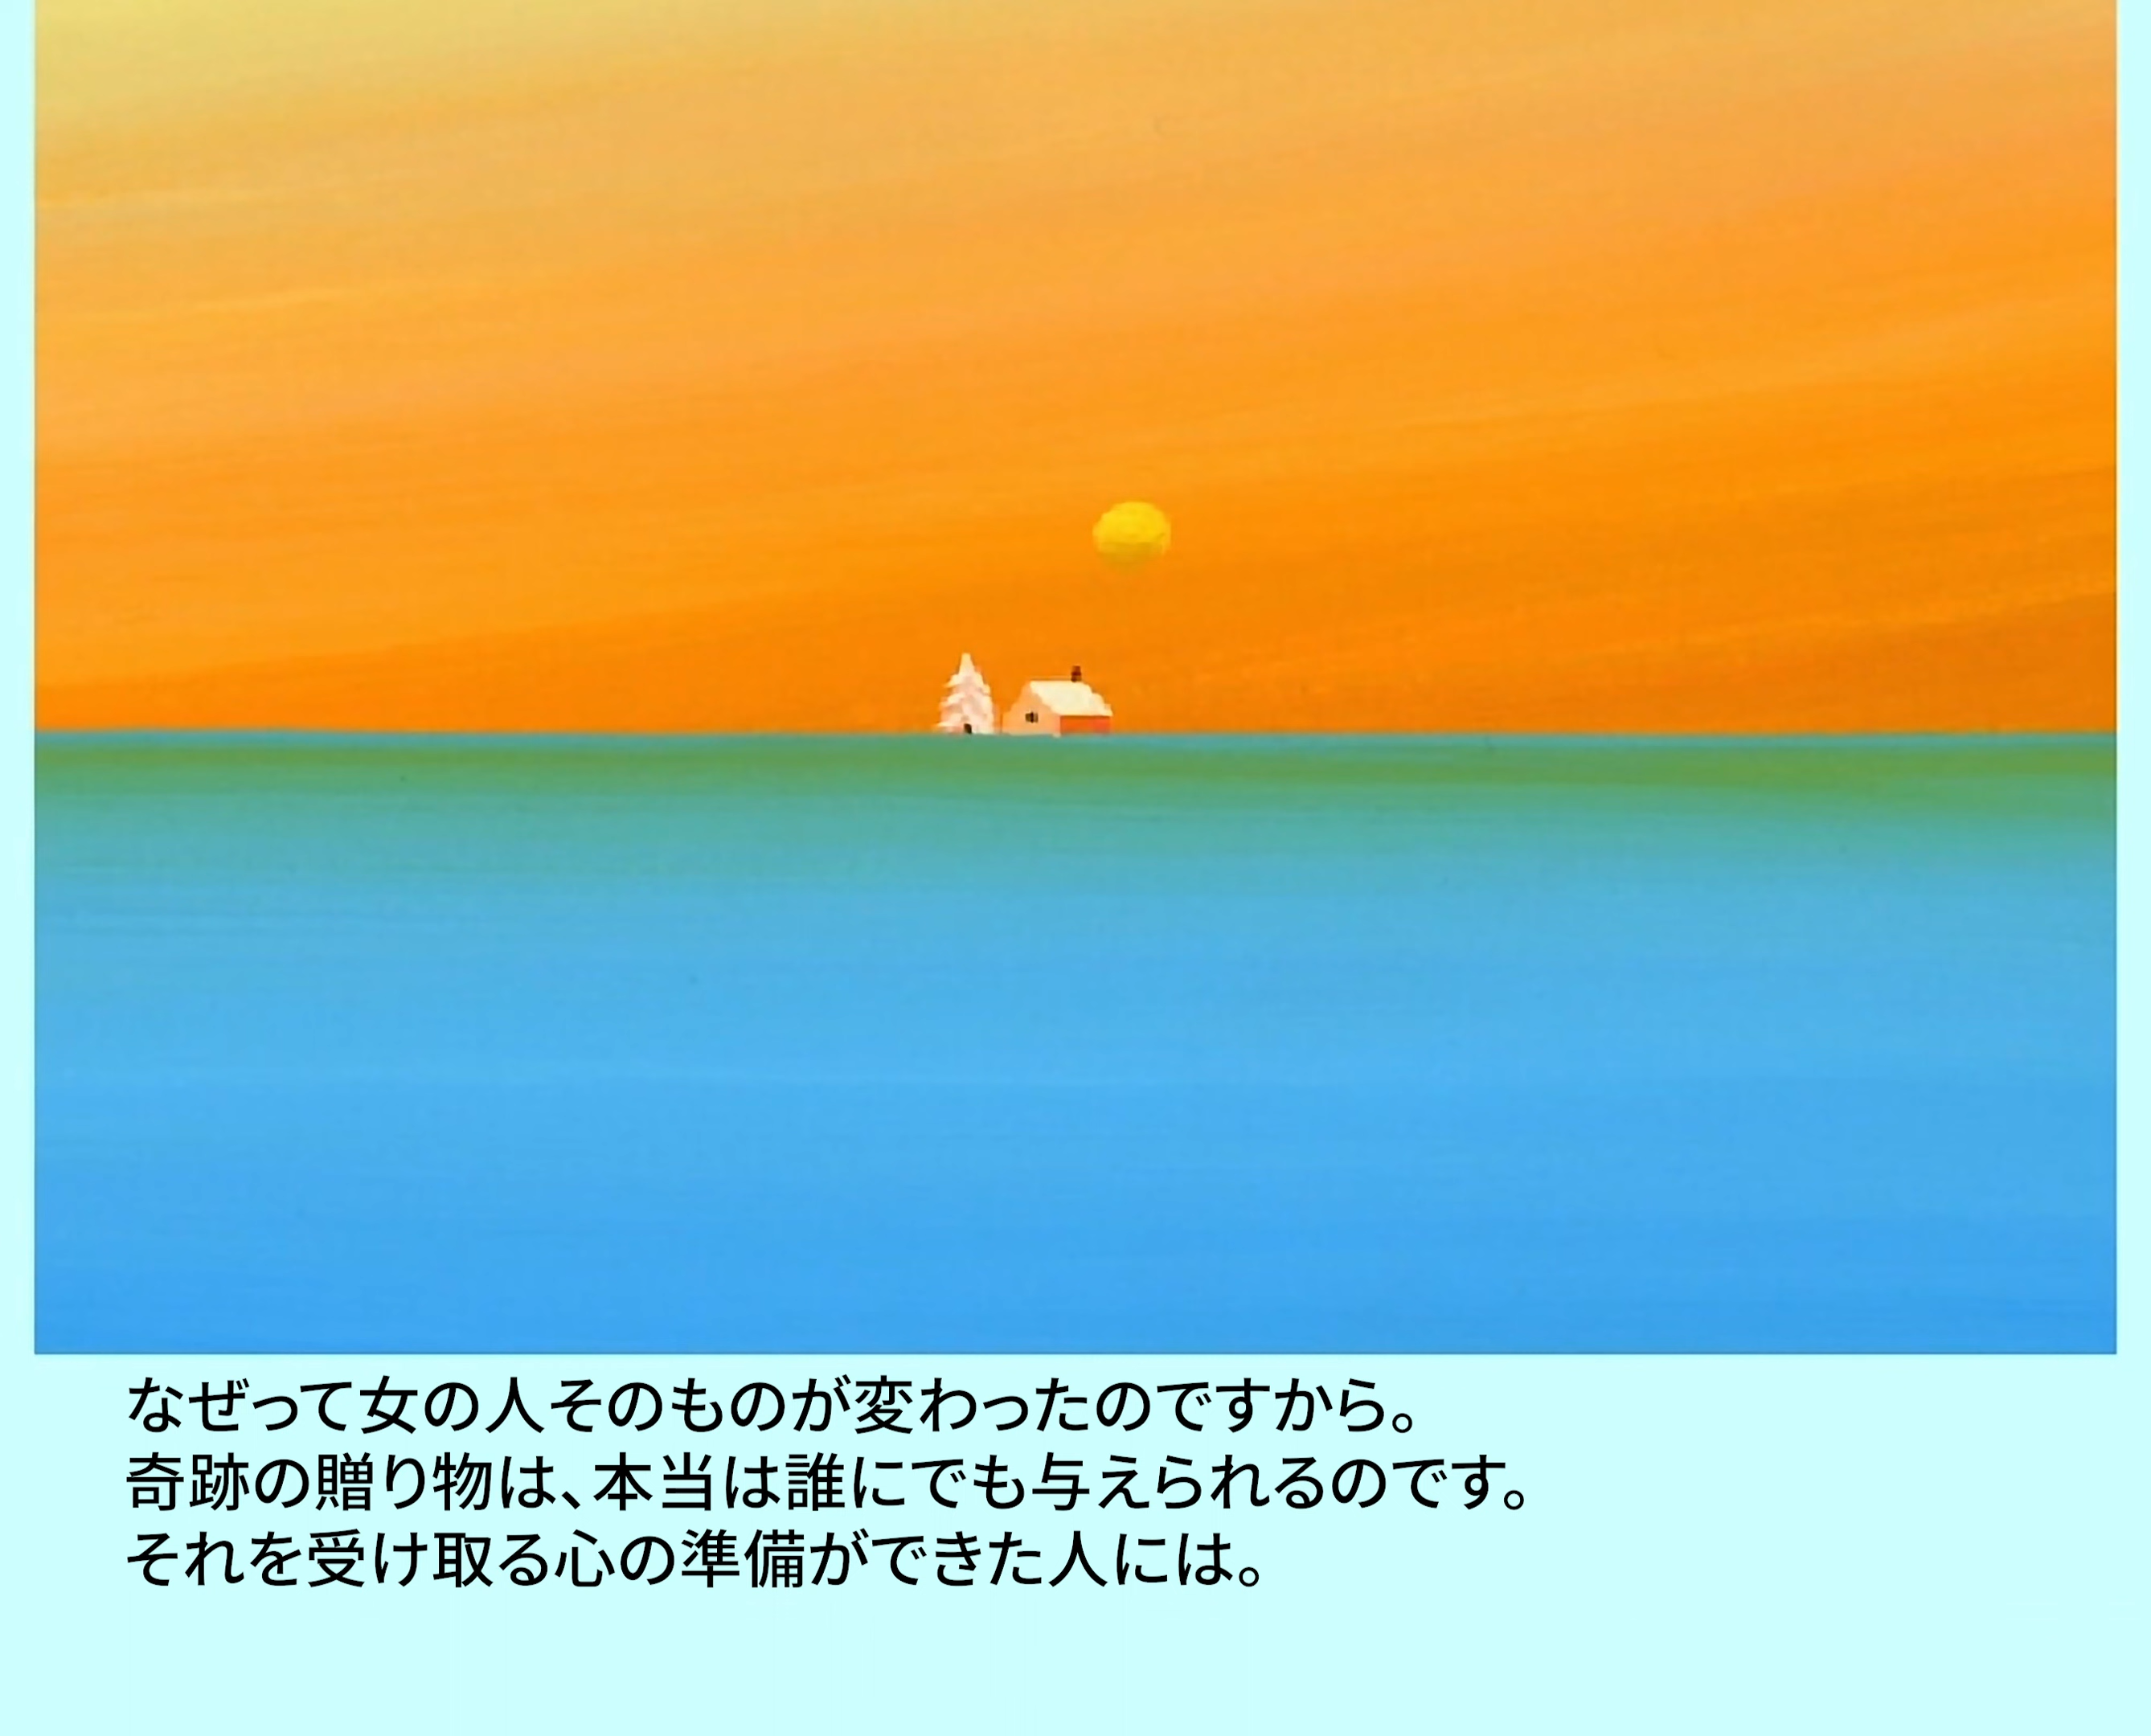 なぜって女の人そのものが変わったのですから。
奇跡の贈り物は、本当は誰にでも与えられるのです。
それを受け取る心の準備ができた人には。